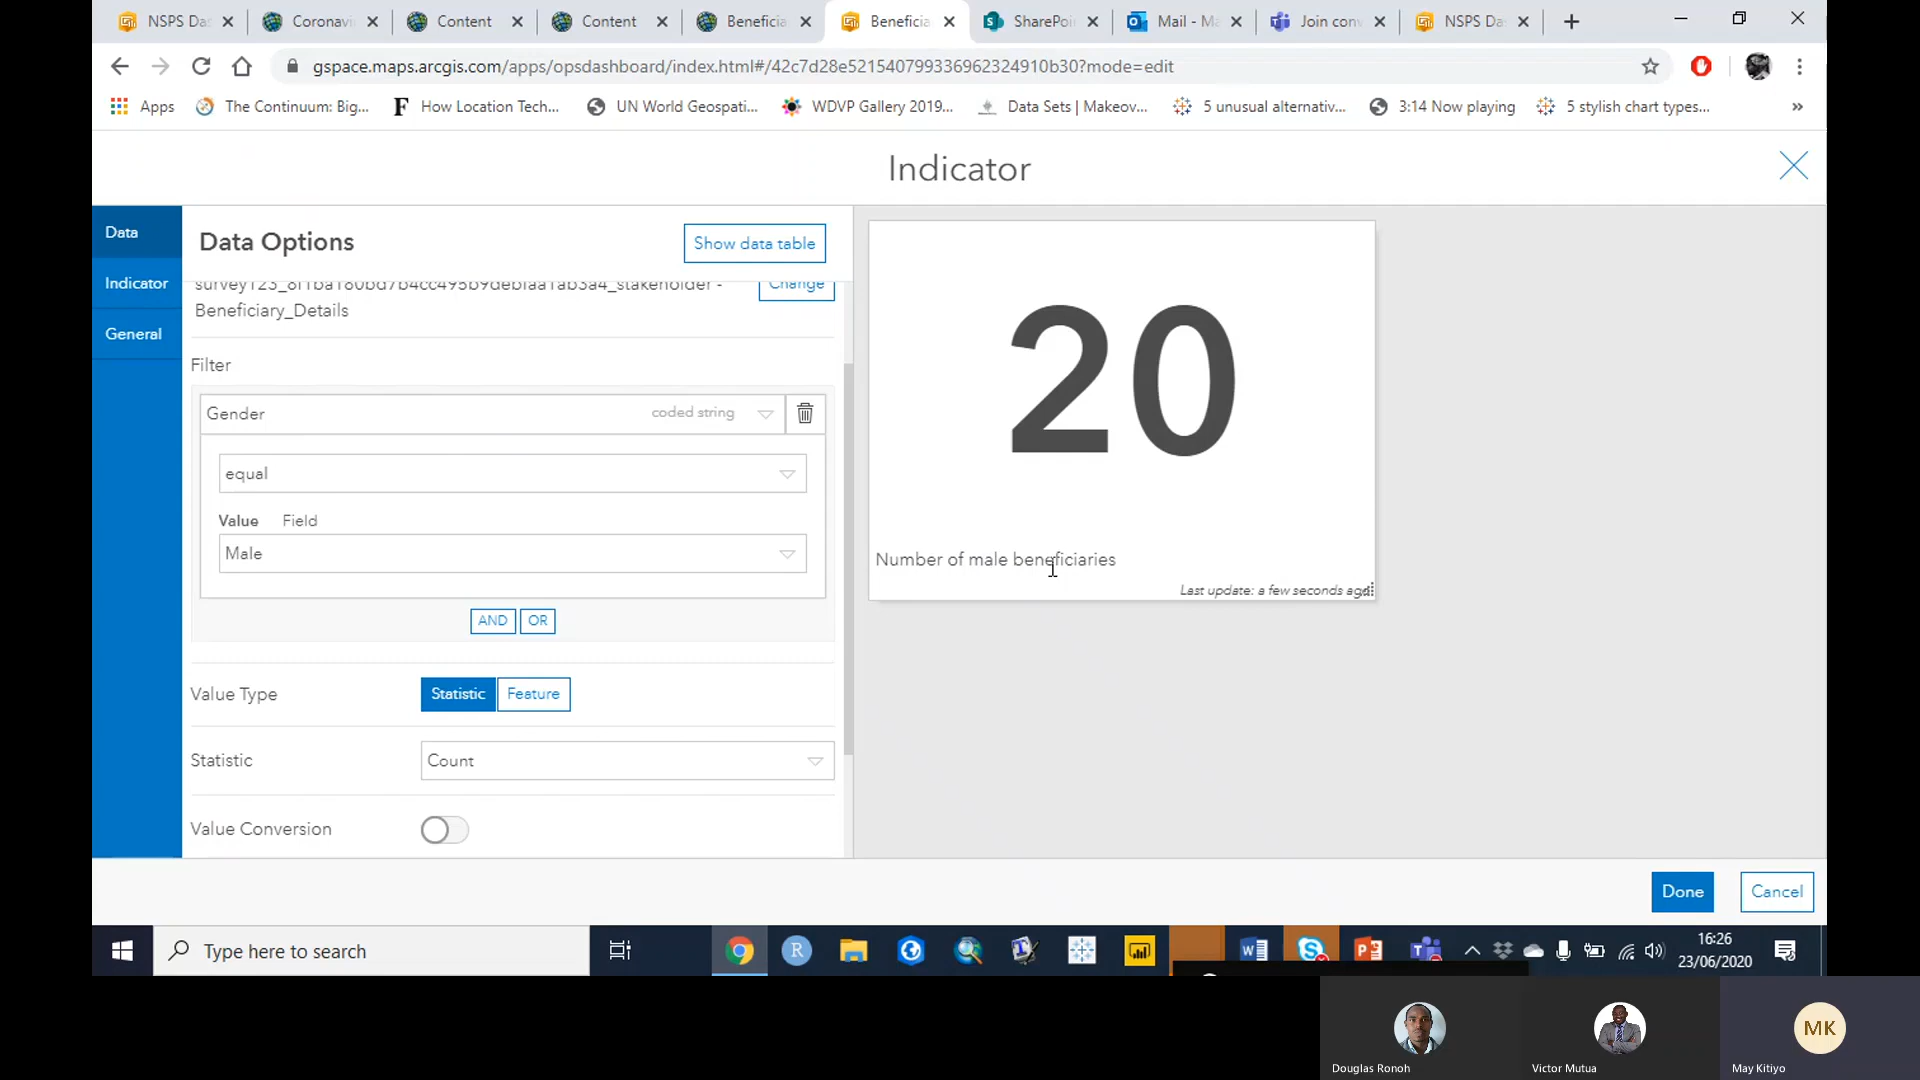 NSPS Da
Coronavi
Content
Content
Beneficia
Beneficia
SharePoi
Mail - Ma
Join con
NSPS Da
gspace.maps.arcgis.com/apps/opsdashboard/index.html#/42c7d28e521540799336962324910b30?mode=edit
Apps
The Continuum: Big...
How Location Tech...
UN World Geospati...
WDVP Gallery 2019...
Data Sets | Makeov...
5 unusual alternativ...
3:14 Now playing
5 stylish chart types...
Indicator
Data
Indicator
General
Data Options
Show data table
Beneficiary_Details
Change
Filter
Gender
coded string
equal
Value
Field
Male
AND
OR
Value Type
Statistic
Feature
Statistic
Count
Value Conversion
20
Number of male beneficiaries
Last update: a few seconds ago
Done
Cancel
Type here to search
16:26
23/06/2020
MK
Douglas Ronoh
Victor Mutua
May Kitiyo